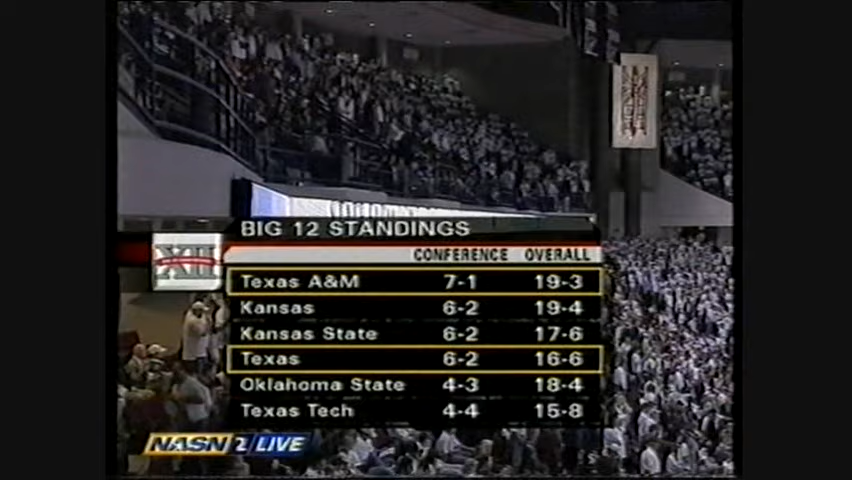 BIG 12 STANDINGS
CONFERENCE OVERALL
XII
Texas A&M 7-1 19-3
Kansas 6-2 19-4
Kansas State 6-2 17-6
Texas 6-2 16-6
Oklahoma State 4-3 18-4
Texas Tech 4-4 15-8
NASN 2 LIVE